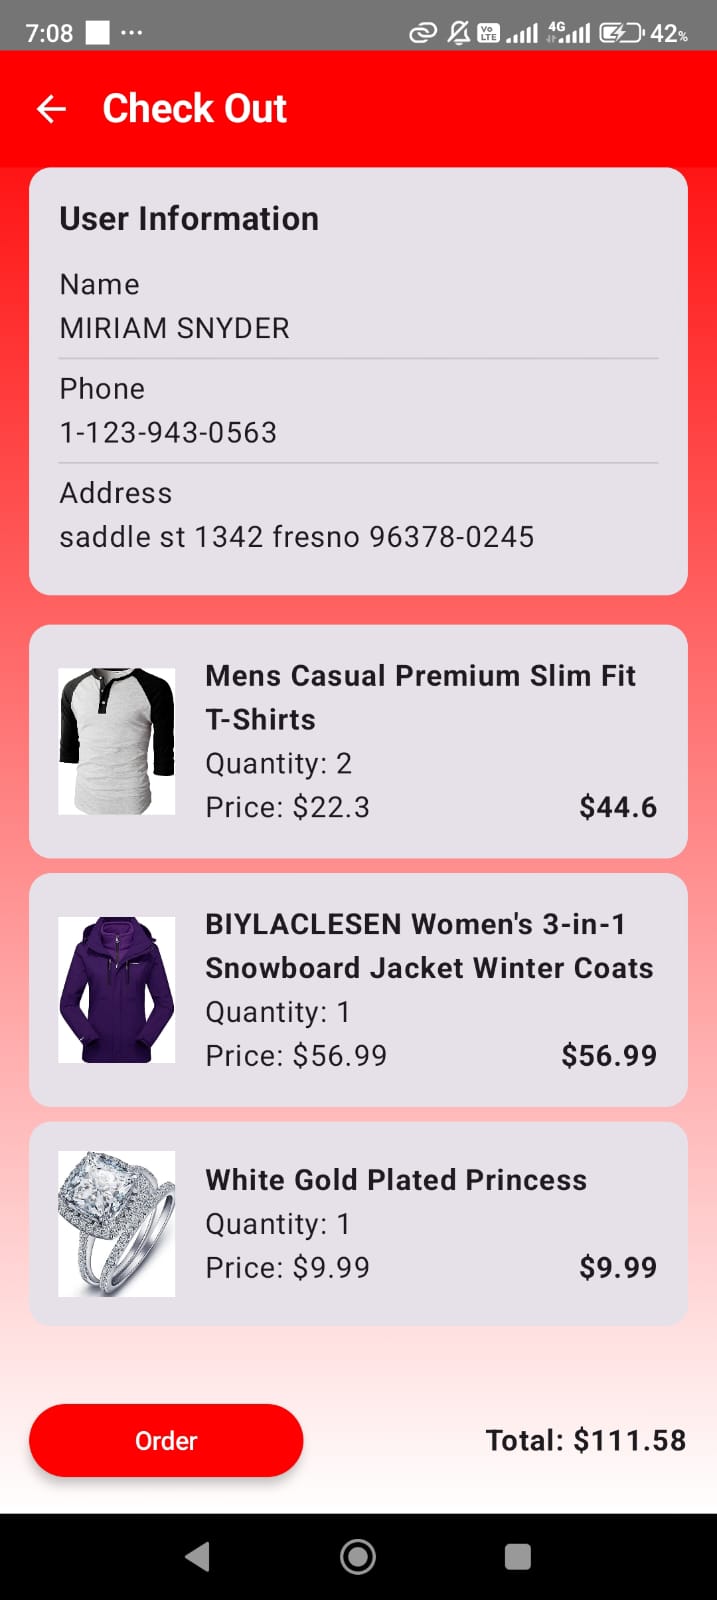 7:08
Vo LTE
4G
42%
Check Out
User Information
Name
MIRIAM SNYDER
Phone
1-123-943-0563
Address
saddle st 1342 fresno 96378-0245
Mens Casual Premium Slim Fit
T-Shirts
Quantity: 2
Price: $22.3 $44.6
BIYLACLESEN Women's 3-in-1
Snowboard Jacket Winter Coats
Quantity: 1
Price: $56.99 $56.99
White Gold Plated Princess
Quantity: 1
Price: $9.99 $9.99
Order Total: $111.58